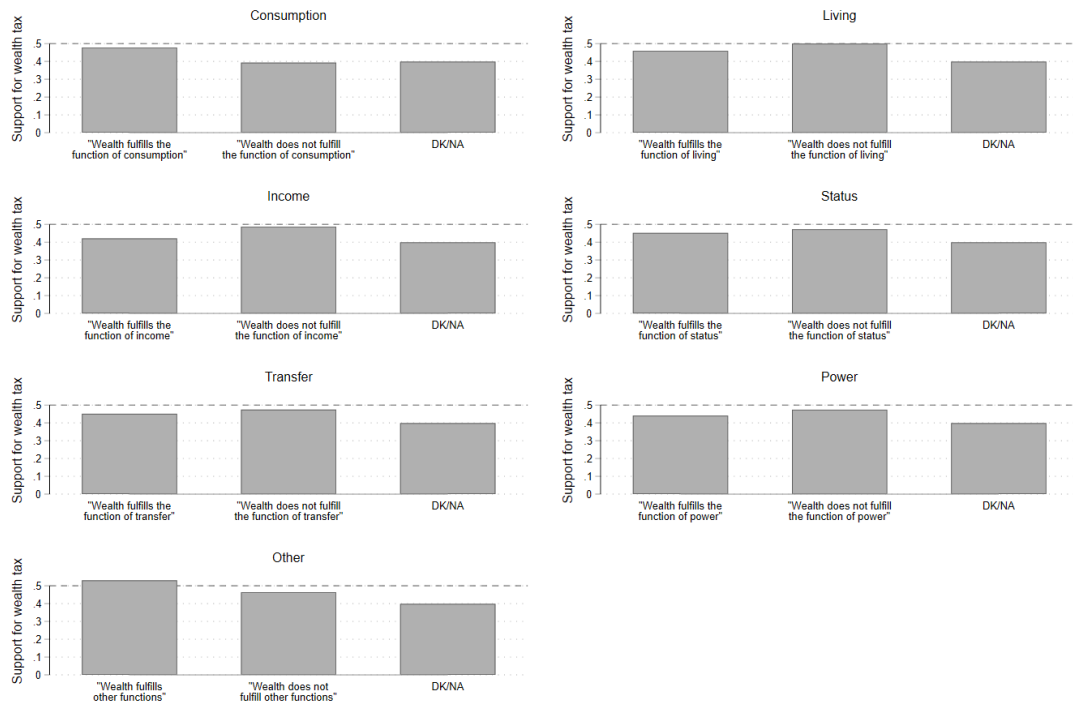 Consumption
Support for wealth tax
.5
.4
.3
.2
.1
0
"Wealth fulfills the
function of consumption"
"Wealth does not fulfill
the function of consumption"
DK/NA
Living
Support for wealth tax
.5
.4
.3
.2
.1
0
"Wealth fulfills the
function of living"
"Wealth does not fulfill
the function of living"
DK/NA
Income
Support for wealth tax
.5
.4
.3
.2
.1
0
"Wealth fulfills the
function of income"
"Wealth does not fulfill
the function of income"
DK/NA
Status
Support for wealth tax
.5
.4
.3
.2
.1
0
"Wealth fulfills the
function of status"
"Wealth does not fulfill
the function of status"
DK/NA
Transfer
Support for wealth tax
.5
.4
.3
.2
.1
0
"Wealth fulfills the
function of transfer"
"Wealth does not fulfill
the function of transfer"
DK/NA
Power
Support for wealth tax
.5
.4
.3
.2
.1
0
"Wealth fulfills the
function of power"
"Wealth does not fulfill
the function of power"
DK/NA
Other
Support for wealth tax
.5
.4
.3
.2
.1
0
"Wealth fulfills
other functions"
"Wealth does not
fulfill other functions"
DK/NA